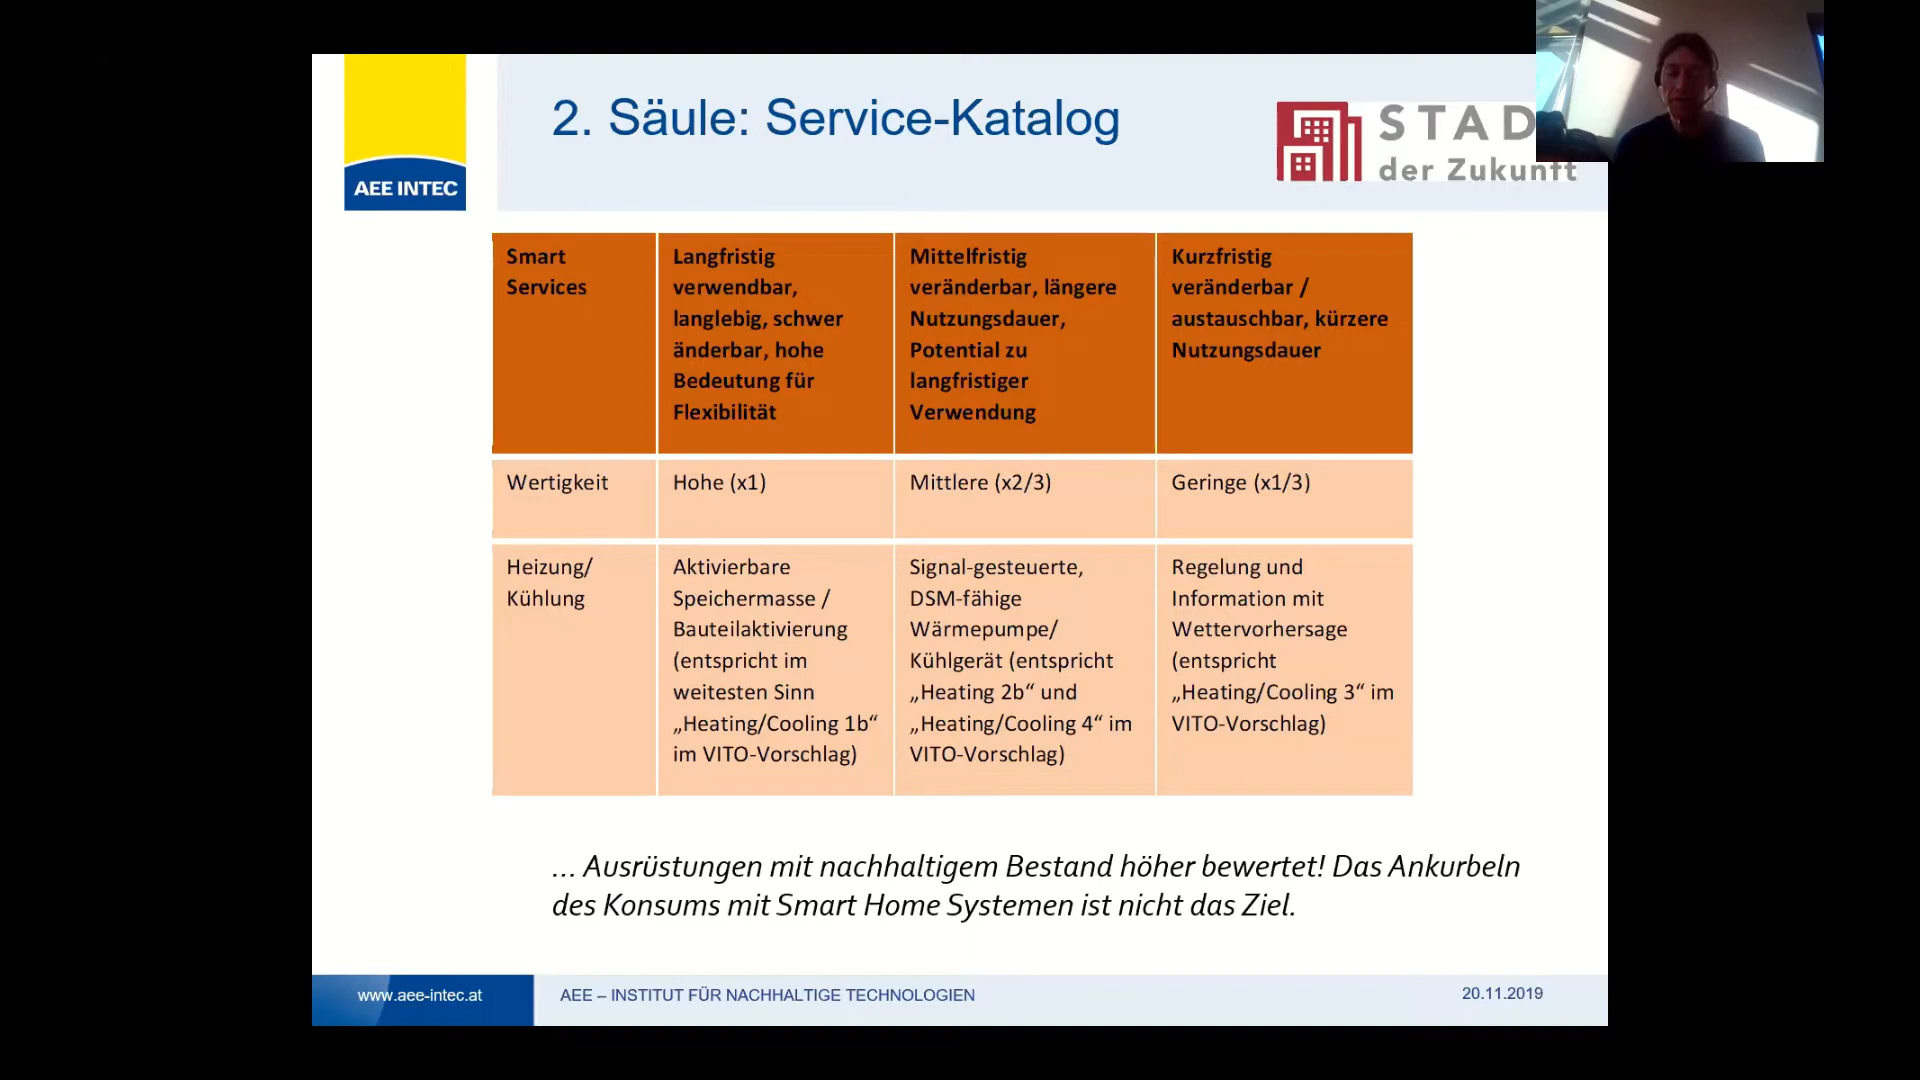 2. Säule: Service-Katalog
AEE INTEC
STAD
der Zukunft
Smart
Services
Langfristig
verwendbar,
langlebig, schwer
änderbar, hohe
Bedeutung für
Flexibilität
Mittelfristig
veränderbar, längere
Nutzungsdauer,
Potential zu
langfristiger
Verwendung
Kurzfristig
veränderbar /
austauschbar, kürzere
Nutzungsdauer
Wertigkeit
Hohe (x1)
Mittlere (x2/3)
Geringe (x1/3)
Heizung/
Kühlung
Aktivierbare
Speichermasse /
Bauteilaktivierung
(entspricht im
weitesten Sinn
„Heating/Cooling 1b“
im VITO-Vorschlag)
Signal-gesteuerte,
DSM-fähige
Wärmepumpe/
Kühlgerät (entspricht
„Heating 2b“ und
„Heating/Cooling 4“ im
VITO-Vorschlag)
Regelung und
Information mit
Wettervorhersage
(entspricht
„Heating/Cooling 3“ im
VITO-Vorschlag)
... Ausrüstungen mit nachhaltigem Bestand höher bewertet! Das Ankurbeln
des Konsums mit Smart Home Systemen ist nicht das Ziel.
www.aee-intec.at
AEE – INSTITUT FÜR NACHHALTIGE TECHNOLOGIEN
20.11.2019